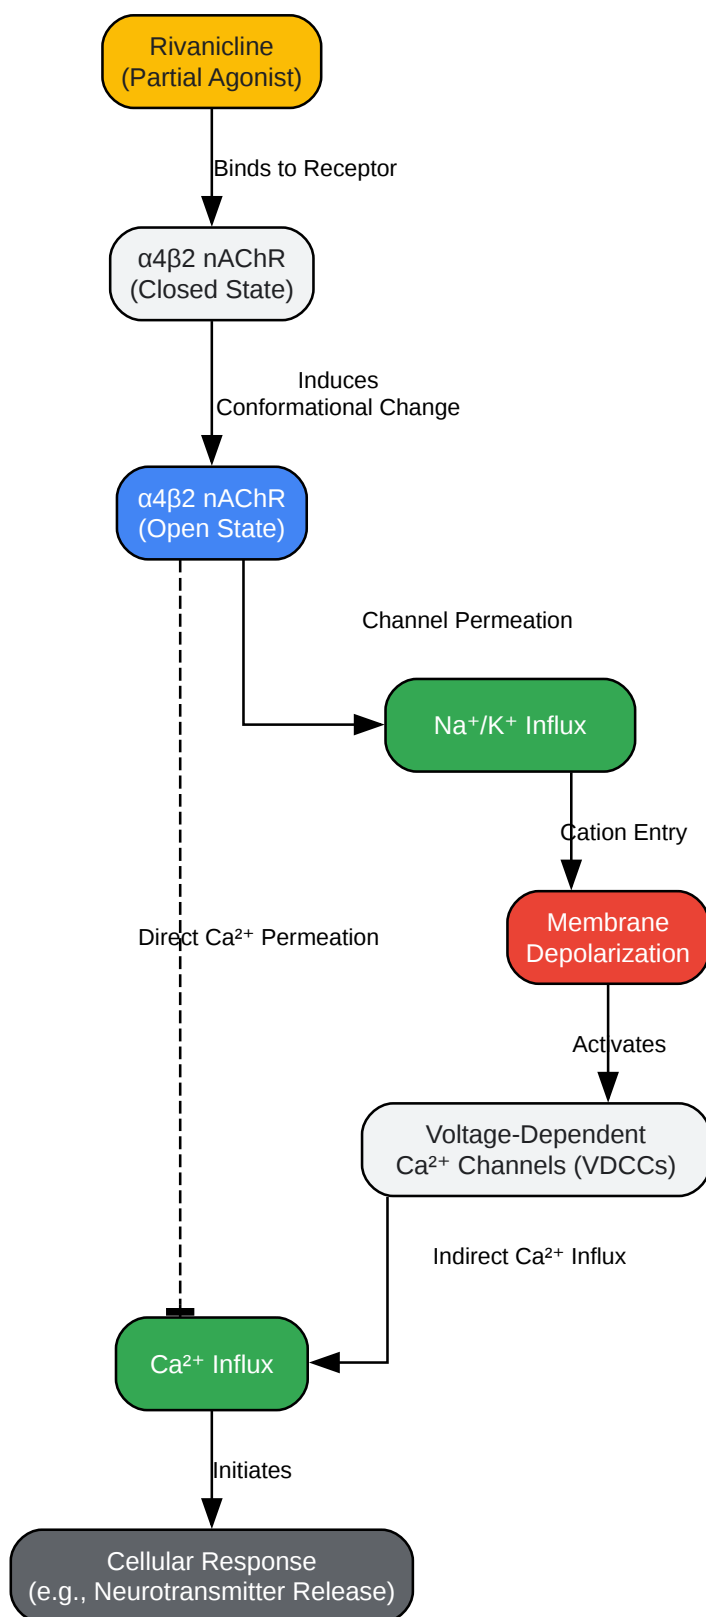 Rivanicline
(Partial Agonist)
Binds to Receptor
α4β2 nAChR
(Closed State)
Induces
Conformational Change
α4β2 nAChR
(Open State)
Channel Permeation
Na⁺/K⁺ Influx
Cation Entry
Membrane
Depolarization
Direct Ca²⁺ Permeation
Activates
Voltage-Dependent
Ca²⁺ Channels (VDCCs)
Indirect Ca²⁺ Influx
Ca²⁺ Influx
Initiates
Cellular Response
(e.g., Neurotransmitter Release)